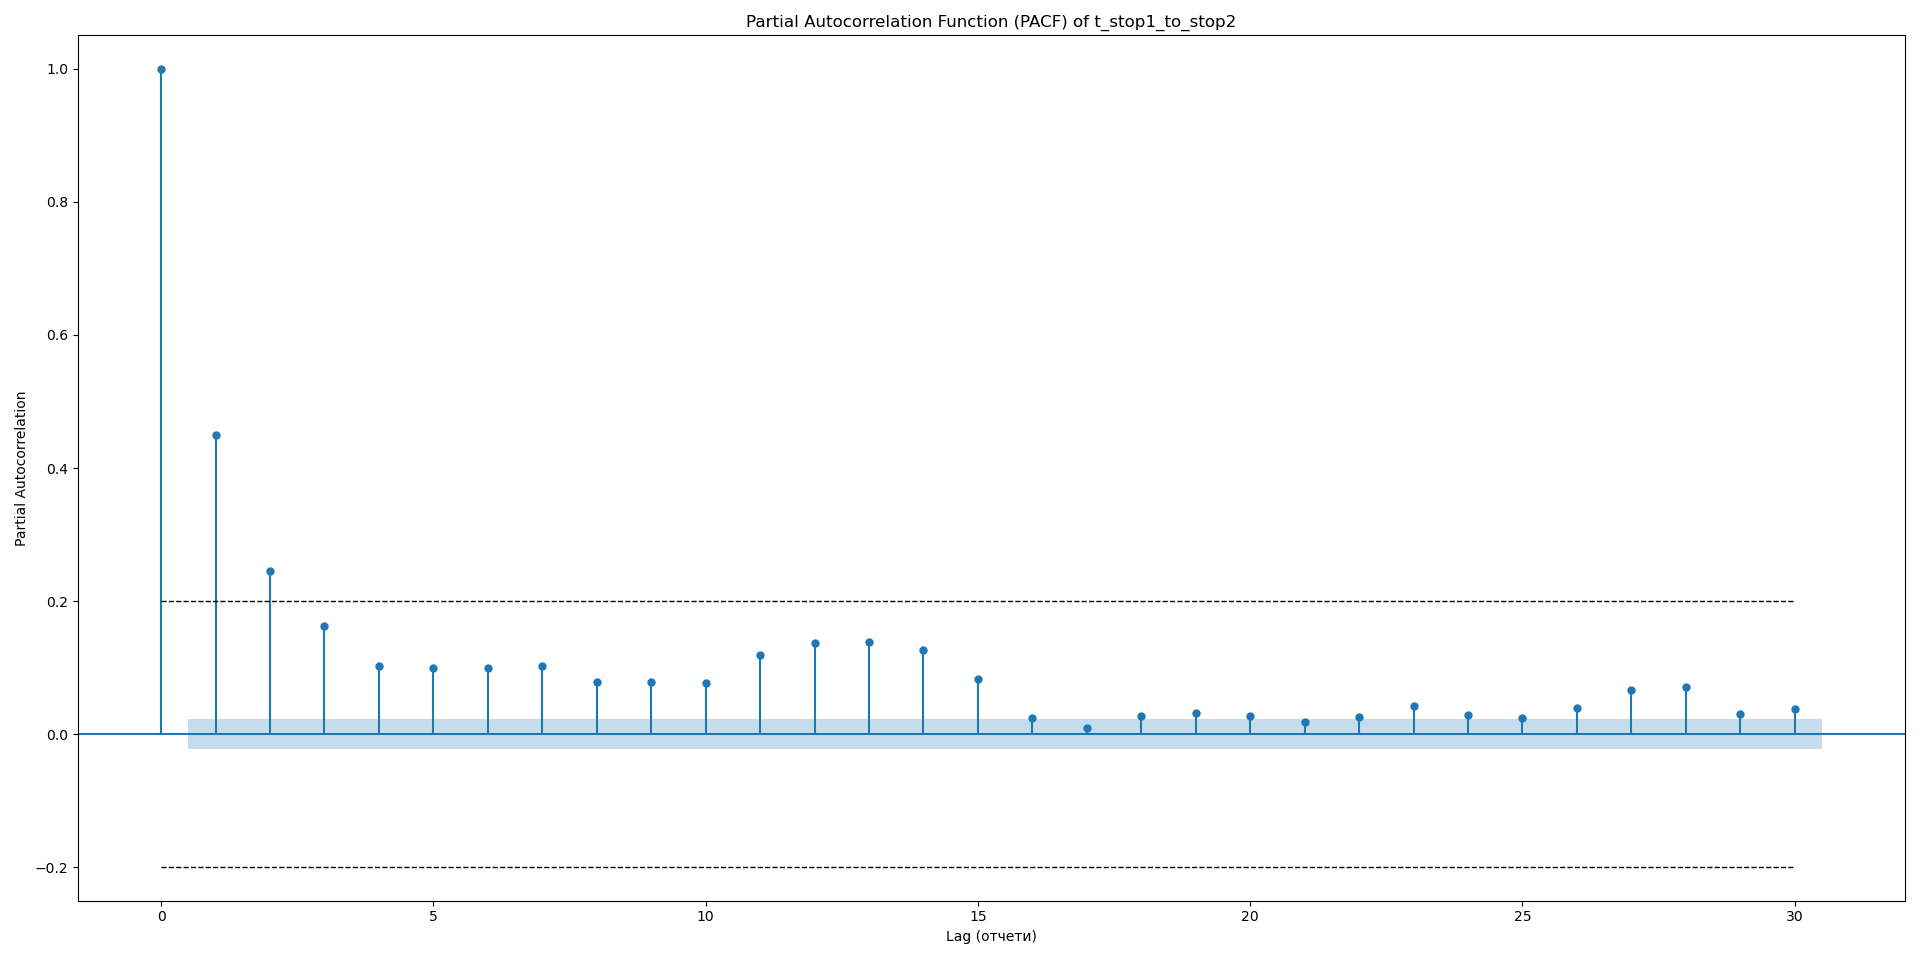 Partial Autocorrelation Function (PACF) of t_stop1_to_stop2
1.0
0.8
0.6
0.4
0.2
0.0
−0.2
Partial Autocorrelation
0 5 10 15 20 25 30
Lag (отчети)